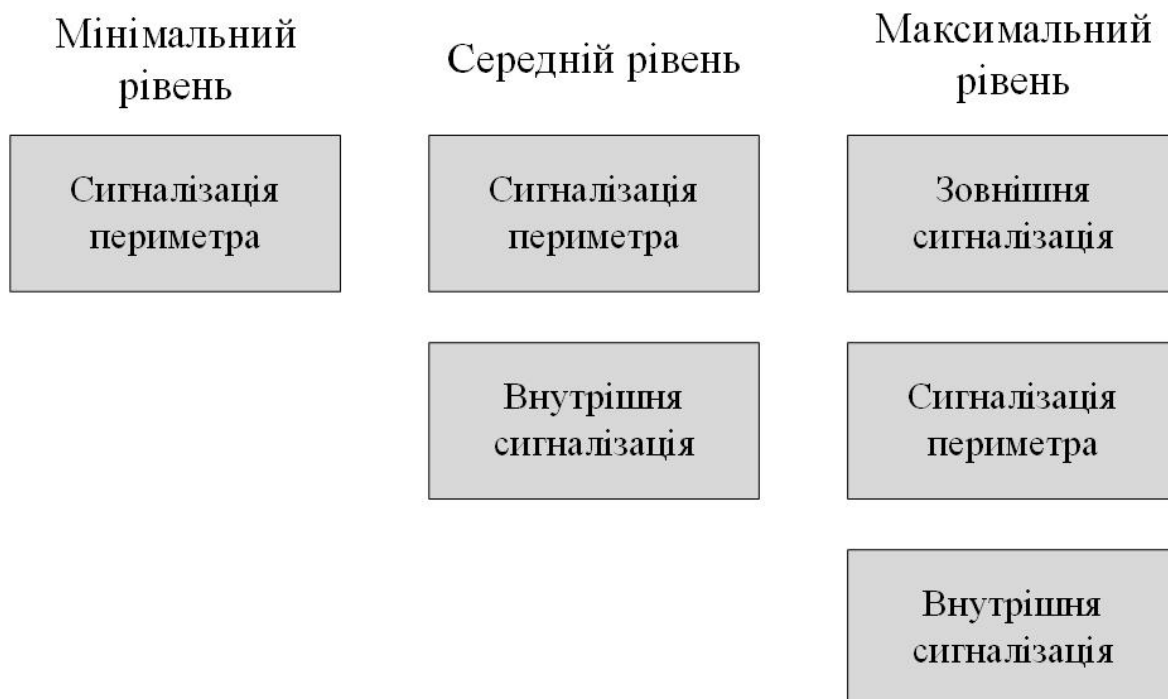 Мінімальний
рівень
Середній рівень
Максимальний
рівень
Сигналізація
периметра
Сигналізація
периметра
Зовнішня
сигналізація
Внутрішня
сигналізація
Сигналізація
периметра
Внутрішня
сигналізація